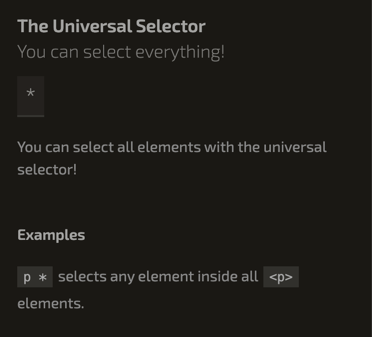 The Universal Selector
You can select everything!
*
You can select all elements with the universal
selector!
Examples
p * selects any element inside all <p>
elements.